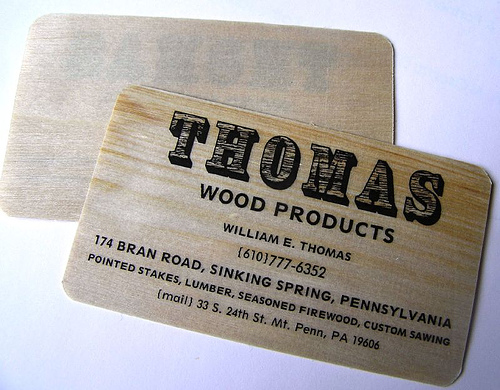 THOMAS
WOOD PRODUCTS
WILLIAM E. THOMAS
(610)777-6352
174 BRAN ROAD, SINKING SPRING, PENNSYLVANIA
POINTED STAKES, LUMBER, SEASONED FIREWOOD, CUSTOM SAWING
(mail) 33 S. 24th St. Mt. Penn, PA 19606